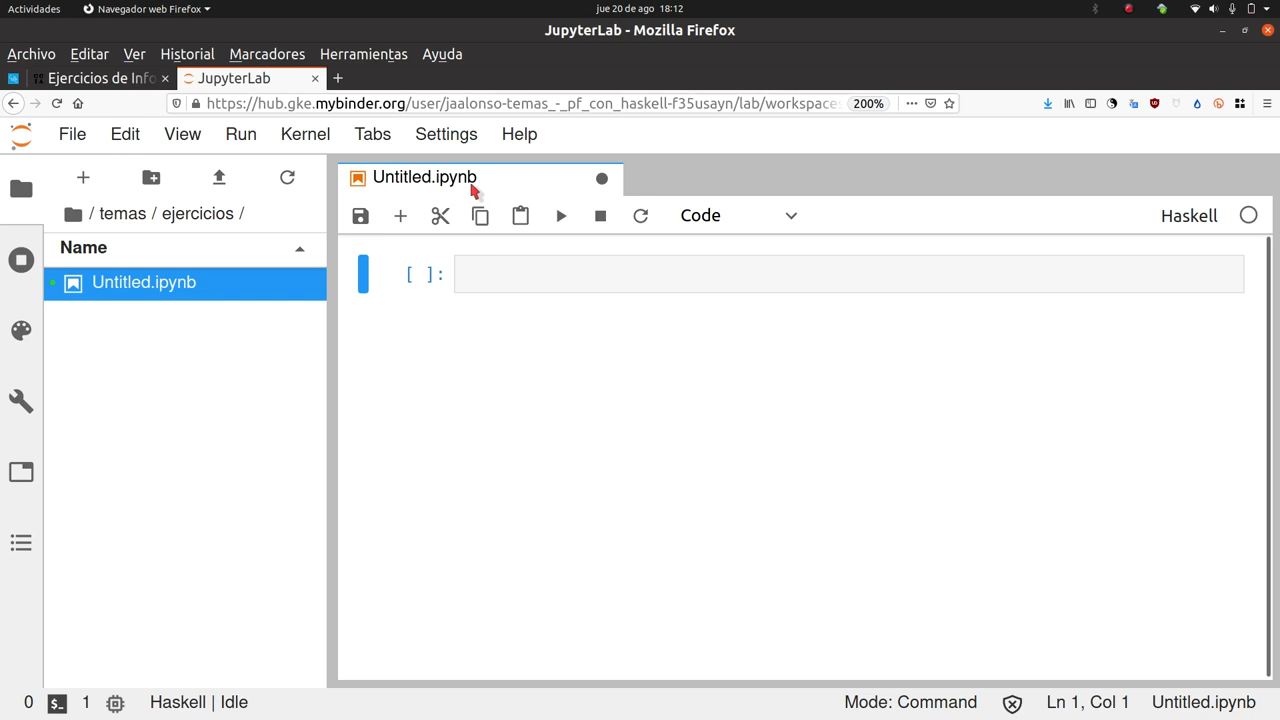 Actividades Navegador web Firefox jue 20 de ago 18:12
JupyterLab - Mozilla Firefox
Archivo Editar Ver Historial Marcadores Herramientas Ayuda
Ejercicios de Info JupyterLab
https://hub.gke.mybinder.org/user/jaalonso-temas_-_pf_con_haskell-f35usayn/lab/workspace 200%
File Edit View Run Kernel Tabs Settings Help
Untitled.ipynb
/ temas / ejercicios /
Code Haskell
Name
Untitled.ipynb
[ ]:
0 1 Haskell | Idle Mode: Command Ln 1, Col 1 Untitled.ipynb